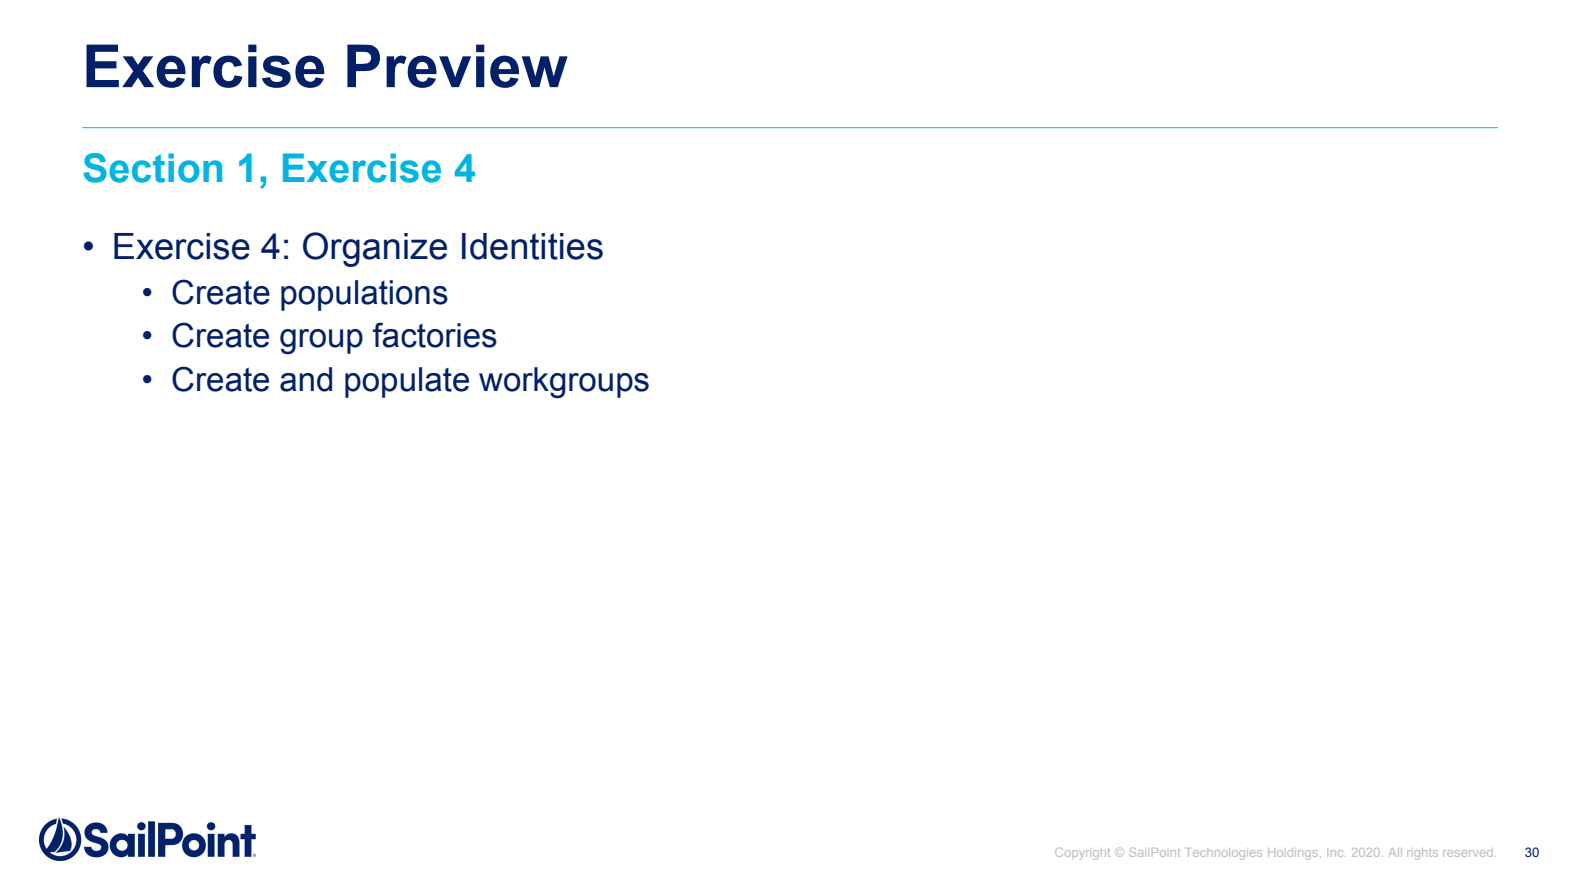 Exercise Preview
Section 1, Exercise 4
• Exercise 4: Organize Identities
• Create populations
• Create group factories
• Create and populate workgroups
SailPoint
Copyright © SailPoint Technologies Holdings, Inc. 2020. All rights reserved. 30